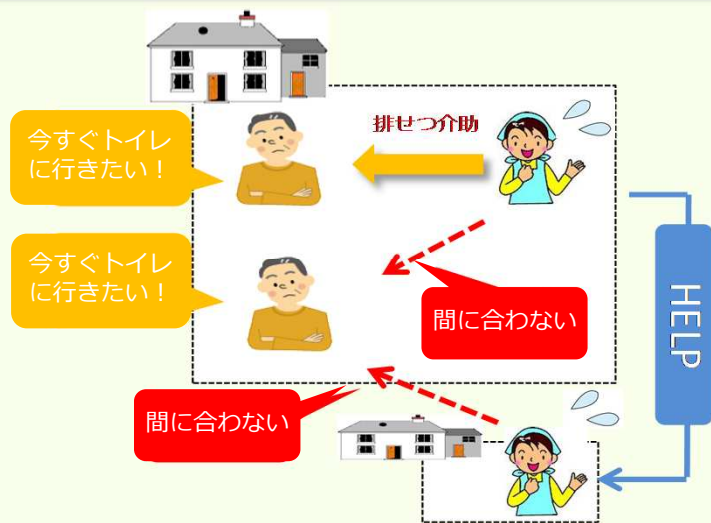 今すぐトイレ
に行きたい！
排せつ介助
今すぐトイレ
に行きたい！
間に合わない
HELP
間に合わない